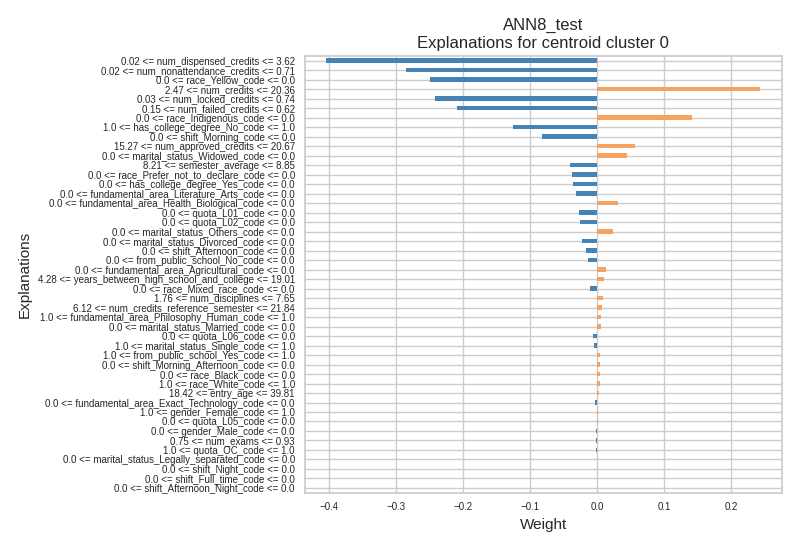 ANN8_test
Explanations for centroid cluster 0
0.02 <= num_dispensed_credits <= 3.62
0.02 <= num_nonattendance_credits <= 0.71
0.0 <= race_Yellow_code <= 0.0
2.47 <= num_credits <= 20.36
0.03 <= num_locked_credits <= 0.74
0.15 <= num_failed_credits <= 0.62
0.0 <= race_Indigenous_code <= 0.0
1.0 <= has_college_degree_No_code <= 1.0
0.0 <= shift_Morning_code <= 0.0
15.27 <= num_approved_credits <= 20.67
0.0 <= marital_status_Widowed_code <= 0.0
8.21 <= semester_average <= 8.85
0.0 <= race_Prefer_not_to_declare_code <= 0.0
0.0 <= has_college_degree_Yes_code <= 0.0
0.0 <= fundamental_area_Literature_Arts_code <= 0.0
0.0 <= fundamental_area_Health_Biological_code <= 0.0
0.0 <= quota_L01_code <= 0.0
0.0 <= quota_L02_code <= 0.0
0.0 <= marital_status_Others_code <= 0.0
0.0 <= marital_status_Divorced_code <= 0.0
0.0 <= shift_Afternoon_code <= 0.0
0.0 <= from_public_school_No_code <= 0.0
0.0 <= fundamental_area_Agricultural_code <= 0.0
4.28 <= years_between_high_school_and_college <= 19.01
0.0 <= race_Mixed_race_code <= 0.0
1.76 <= num_disciplines <= 7.65
6.12 <= num_credits_reference_semester <= 21.84
1.0 <= fundamental_area_Philosophy_Human_code <= 1.0
0.0 <= marital_status_Married_code <= 0.0
0.0 <= quota_L06_code <= 0.0
1.0 <= marital_status_Single_code <= 1.0
1.0 <= from_public_school_Yes_code <= 1.0
0.0 <= shift_Morning_Afternoon_code <= 0.0
0.0 <= race_Black_code <= 0.0
1.0 <= race_White_code <= 1.0
18.42 <= entry_age <= 39.81
0.0 <= fundamental_area_Exact_Technology_code <= 0.0
1.0 <= gender_Female_code <= 1.0
0.0 <= quota_L05_code <= 0.0
0.0 <= gender_Male_code <= 0.0
0.75 <= num_exams <= 0.93
1.0 <= quota_OC_code <= 1.0
0.0 <= marital_status_Legally_separated_code <= 0.0
0.0 <= shift_Night_code <= 0.0
0.0 <= shift_Full_time_code <= 0.0
0.0 <= shift_Afternoon_Night_code <= 0.0
Explanations
−0.4 −0.3 −0.2 −0.1 0.0 0.1 0.2
Weight